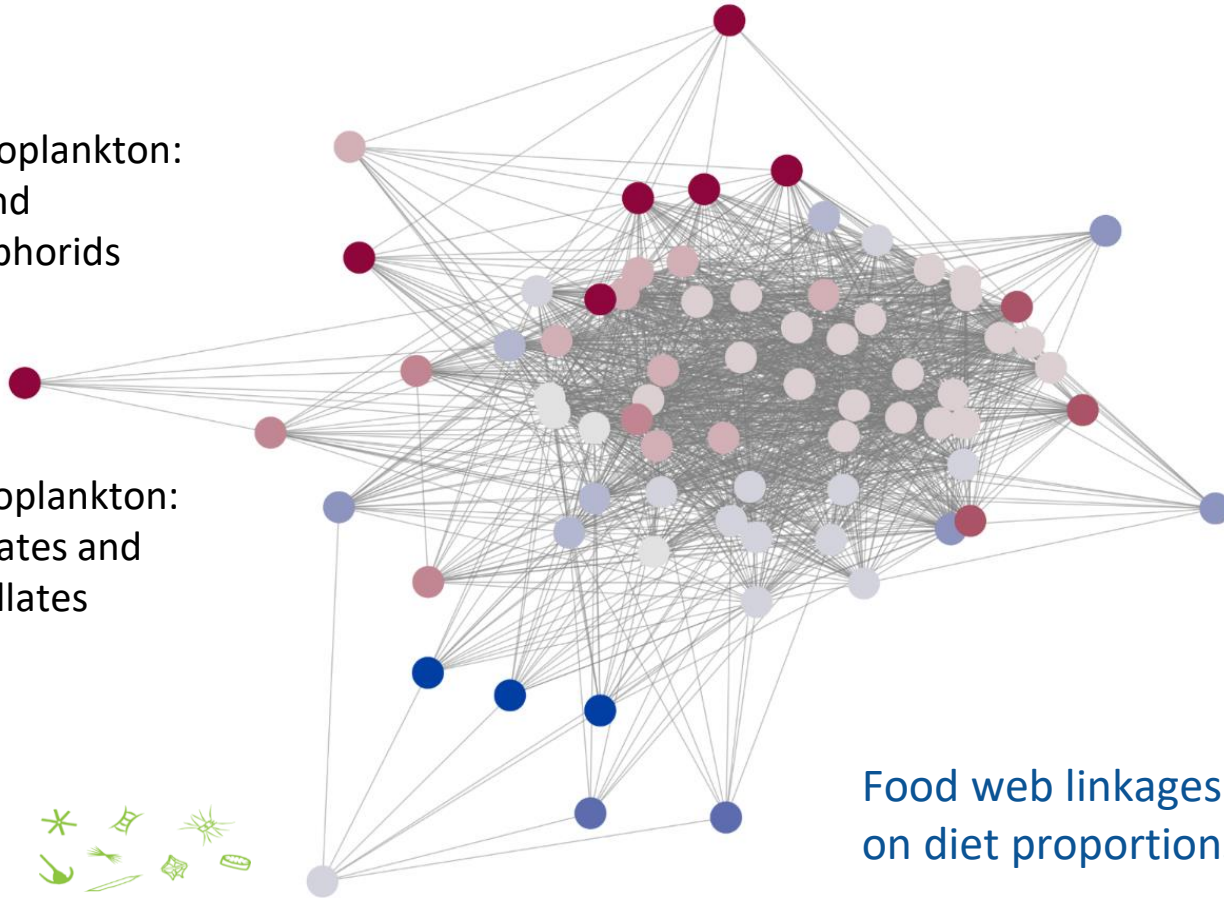 oplankton:
nd
phorids
oplankton:
ates and
llates
Food web linkages
on diet proportion